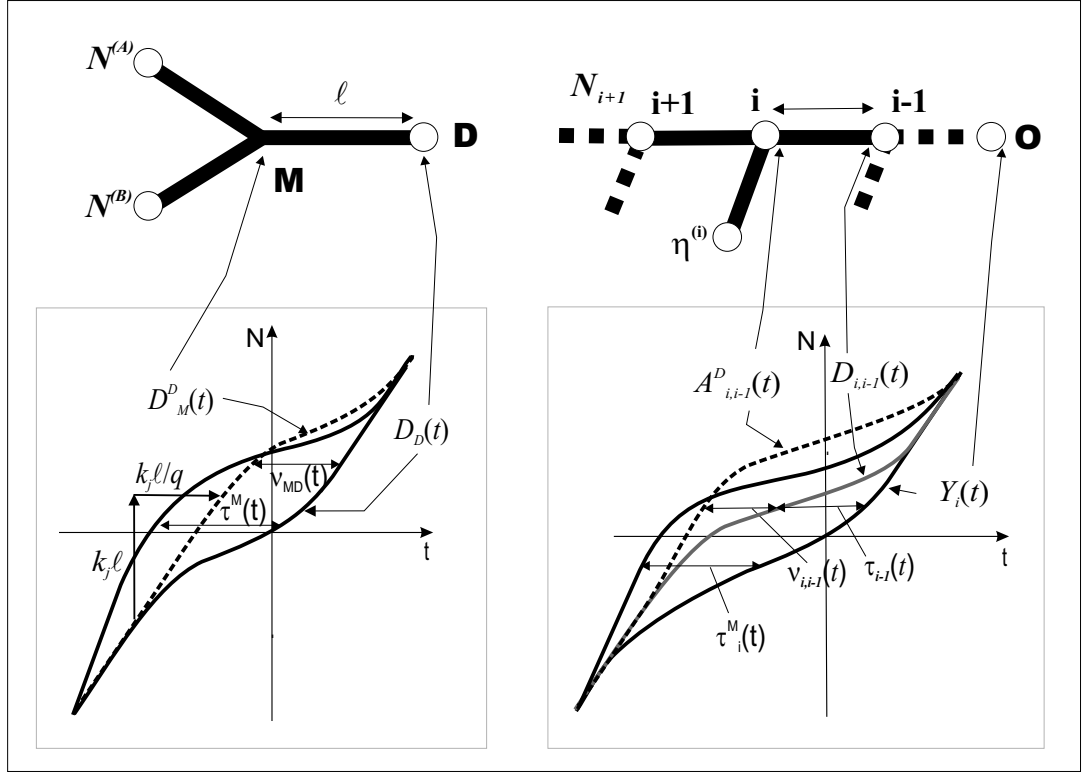 N(A)
ℓ
D
M
N(B)
N
D^D_M(t)
D_D(t)
k_jℓ/q
ν_MD(t)
τ^M(t)
t
k_jℓ
N_i+1
i+1
i
i-1
O
η^(i)
N
A^D_i,i-1(t)
D_i,i-1(t)
Y_i(t)
t
ν_i,i-1(t)
τ_i-1(t)
τ^M_i(t)